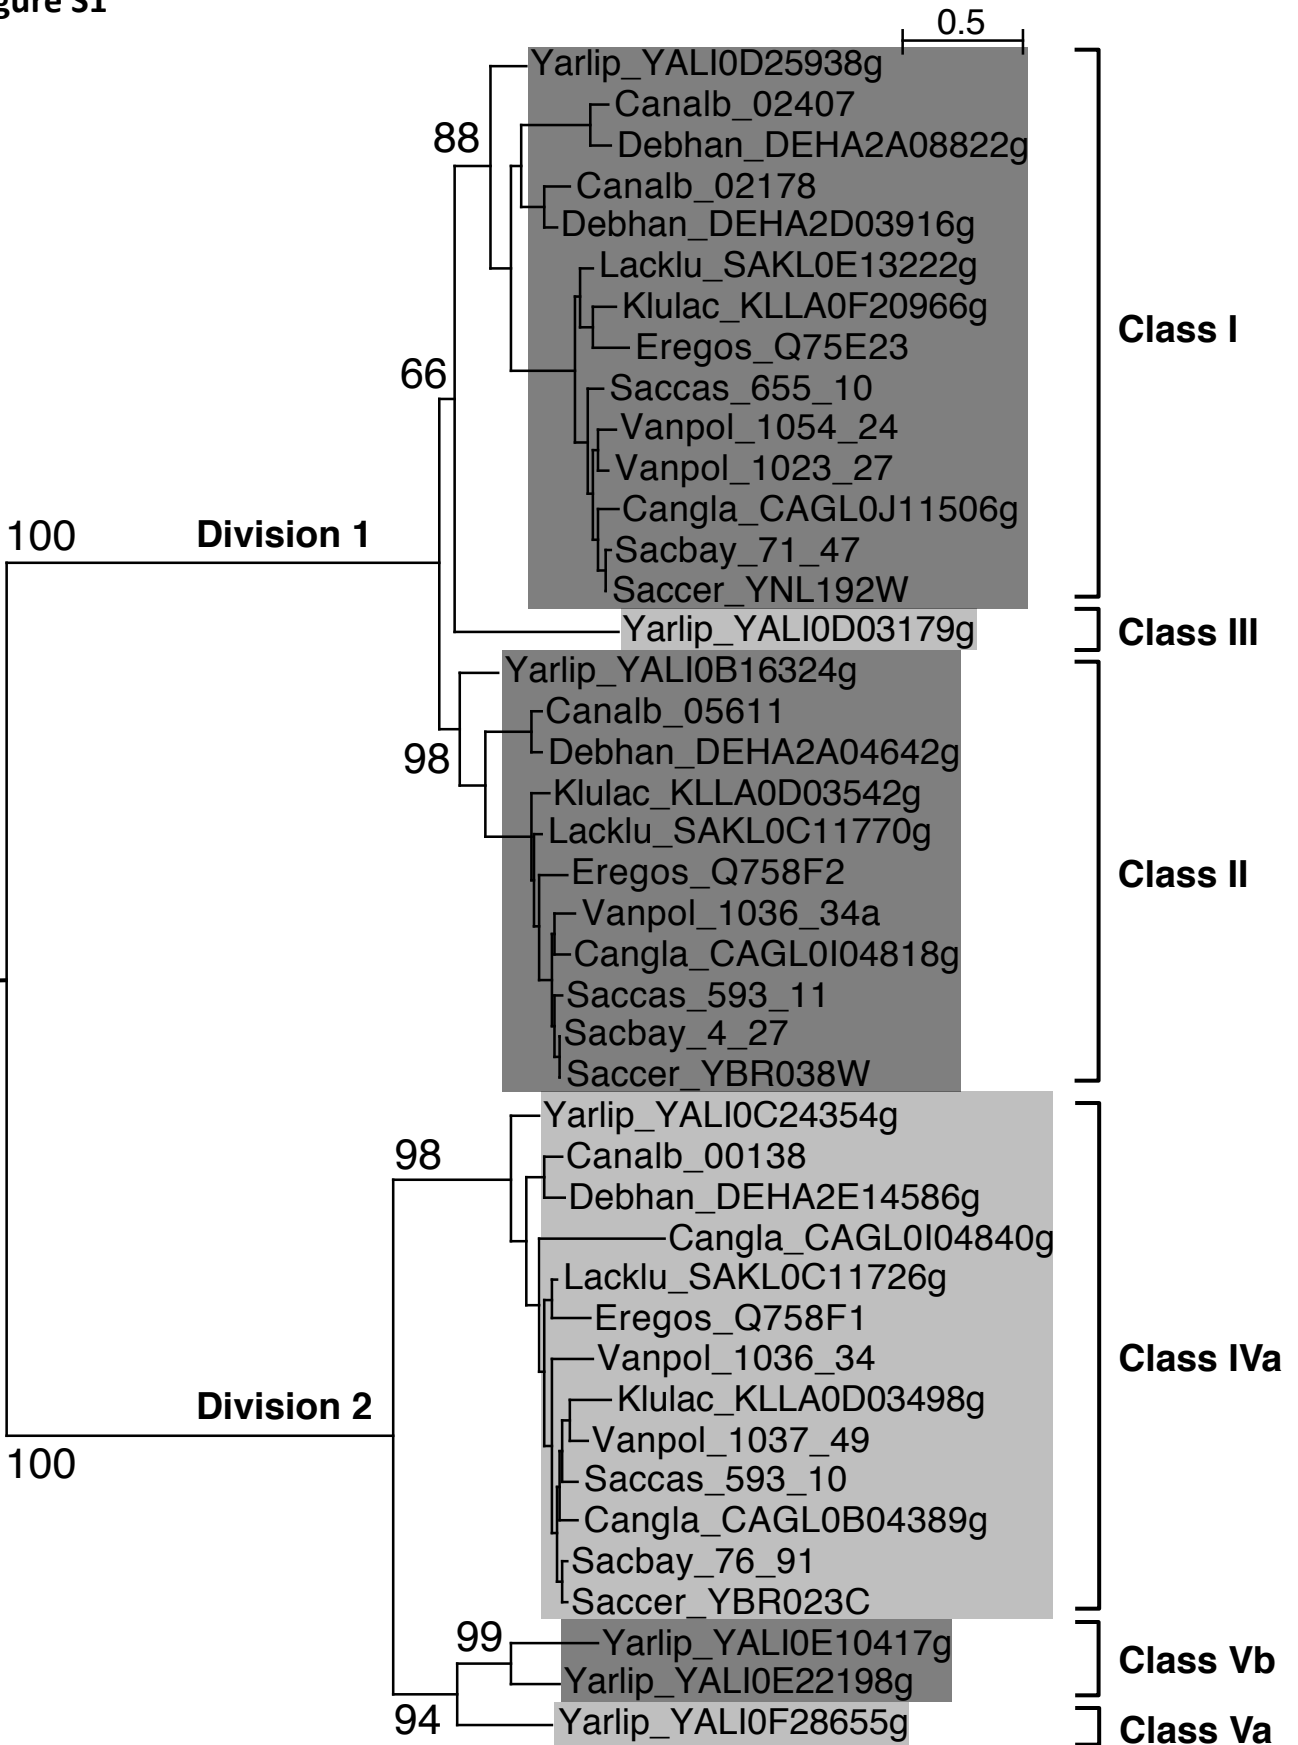 gure S1
0.5
Yarlip_YALI0D25938g
Canalb_02407
88
Debhan_DEHA2A08822g
Canalb_02178
Debhan_DEHA2D03916g
Lacklu_SAKL0E13222g
Klulac_KLLA0F20966g
Class I
Eregos_Q75E23
66
Saccas_655_10
Vanpol_1054_24
Vanpol_1023_27
Cangla_CAGL0J11506g
100
Division 1
Sacbay_71_47
Saccer_YNL192W
Yarlip_YALI0D03179g
Class III
Yarlip_YALI0B16324g
Canalb_05611
98
Debhan_DEHA2A04642g
Klulac_KLLA0D03542g
Lacklu_SAKL0C11770g
Eregos_Q758F2
Class II
Vanpol_1036_34a
Cangla_CAGL0I04818g
Saccas_593_11
Sacbay_4_27
Saccer_YBR038W
Yarlip_YALI0C24354g
98
Canalb_00138
Debhan_DEHA2E14586g
Cangla_CAGL0I04840g
Lacklu_SAKL0C11726g
Eregos_Q758F1
Vanpol_1036_34
Class IVa
Klulac_KLLA0D03498g
Division 2
Vanpol_1037_49
100
Saccas_593_10
Cangla_CAGL0B04389g
Sacbay_76_91
Saccer_YBR023C
99
Yarlip_YALI0E10417g
Class Vb
Yarlip_YALI0E22198g
94
Yarlip_YALI0F28655g
Class Va